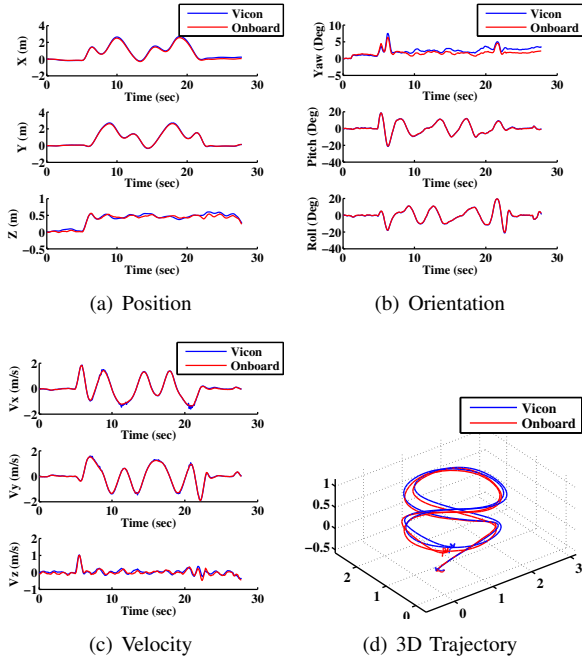 Vicon
Onboard
X (m)
4
2
0
−2
0
10
20
30
Time (sec)
Y (m)
4
2
0
−2
0
10
20
30
Time (sec)
Z (m)
1
0.5
0
−0.5
0
10
20
30
Time (sec)
(a) Position
Vicon
Onboard
Yaw (Deg)
10
5
0
−5
0
10
20
30
Time (sec)
Pitch (Deg)
20
0
−20
−40
0
10
20
30
Time (sec)
Roll (Deg)
20
0
−20
−40
0
10
20
30
Time (sec)
(b) Orientation
Vicon
Onboard
Vx (m/s)
2
0
−2
0
10
20
30
Time (sec)
Vy (m/s)
2
0
−2
0
10
20
30
Time (sec)
Vz (m/s)
2
1
0
−1
0
10
20
30
Time (sec)
(c) Velocity
Vicon
Onboard
1
0.5
0
−0.5
2
1
0
0
1
2
3
(d) 3D Trajectory